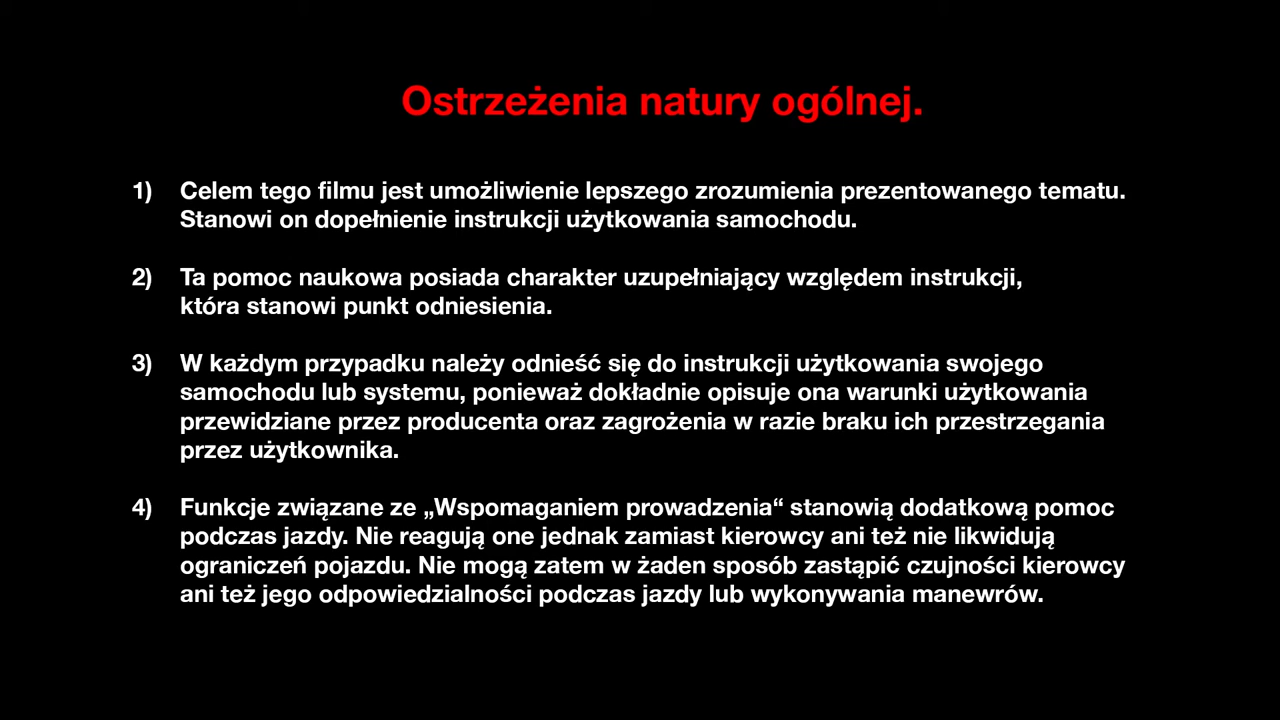 Ostrzeżenia natury ogólnej.
1) Celem tego filmu jest umożliwienie lepszego zrozumienia prezentowanego tematu.
Stanowi on dopełnienie instrukcji użytkowania samochodu.
2) Ta pomoc naukowa posiada charakter uzupełniający względem instrukcji,
która stanowi punkt odniesienia.
3) W każdym przypadku należy odnieść się do instrukcji użytkowania swojego
samochodu lub systemu, ponieważ dokładnie opisuje ona warunki użytkowania
przewidziane przez producenta oraz zagrożenia w razie braku ich przestrzegania
przez użytkownika.
4) Funkcje związane ze „Wspomaganiem prowadzenia“ stanowią dodatkową pomoc
podczas jazdy. Nie reagują one jednak zamiast kierowcy ani też nie likwidują
ograniczeń pojazdu. Nie mogą zatem w żaden sposób zastąpić czujności kierowcy
ani też jego odpowiedzialności podczas jazdy lub wykonywania manewrów.